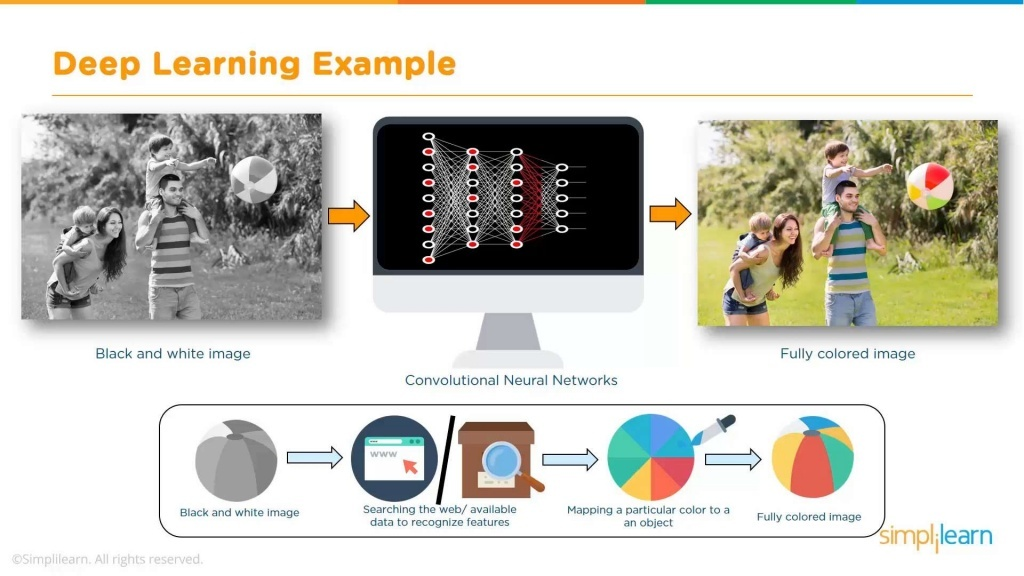 Deep Learning Example
Black and white image
Fully colored image
Convolutional Neural Networks
www
Black and white image
Searching the web/ available
data to recognize features
Mapping a particular color to a
an object
Fully colored image
simplilearn
©Simplilearn. All rights reserved.